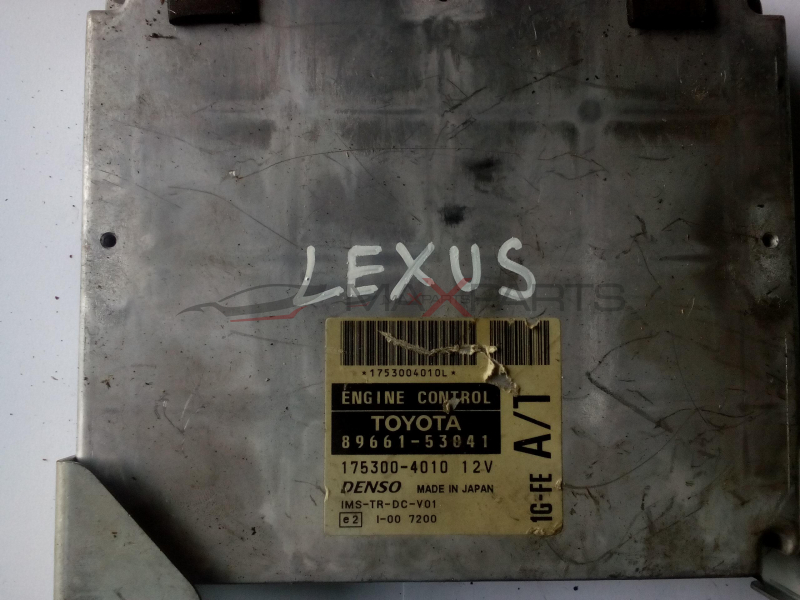 LEXUS
MAXPARTS
*1753004010L*
ENGINE CONTROL
TOYOTA
89661-53041
175300-4010 12V
DENSO MADE IN JAPAN
IMS-TR-DC-V01
e2 I-00 7200
1G-FE A/T